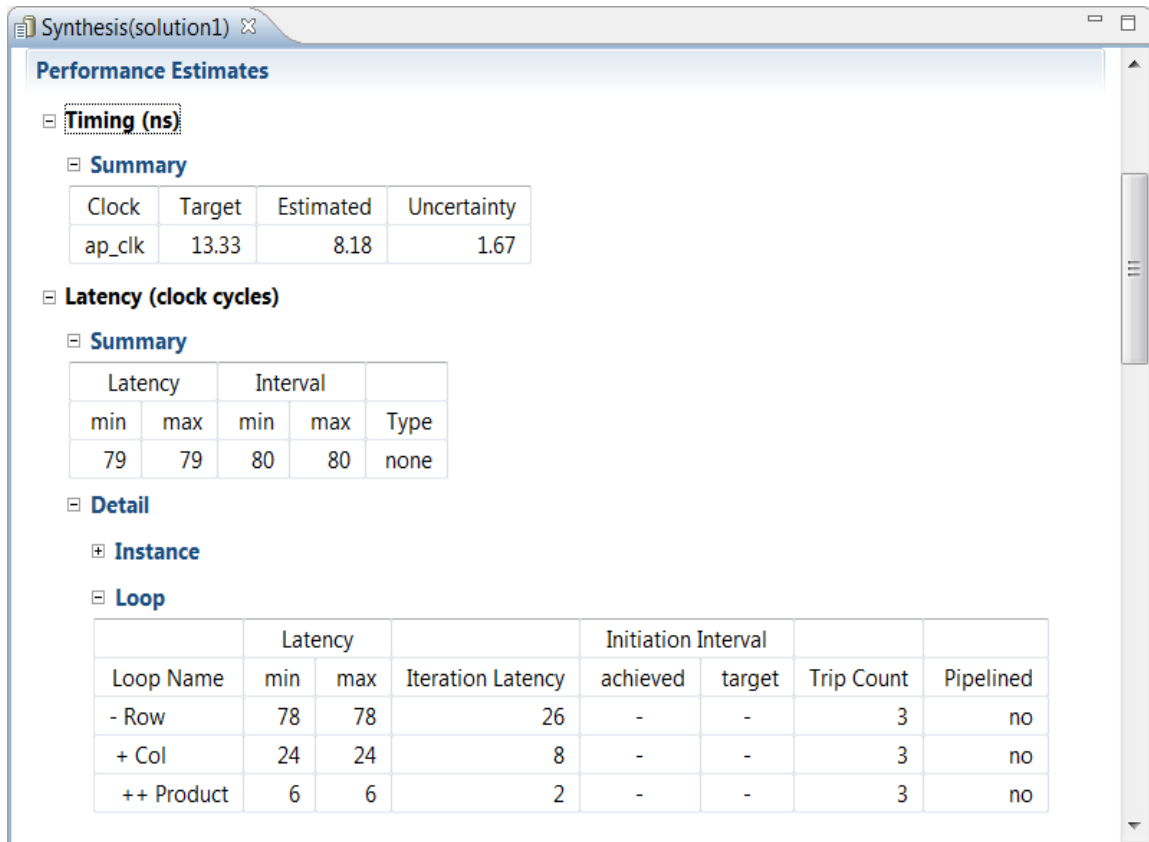 Synthesis(solution1)
Performance Estimates
Timing (ns)
Summary
Clock Target Estimated Uncertainty
ap_clk 13.33 8.18 1.67
Latency (clock cycles)
Summary
Latency Interval
min max min max Type
79 79 80 80 none
Detail
Instance
Loop
Latency Initiation Interval
Loop Name min max Iteration Latency achieved target Trip Count Pipelined
- Row 78 78 26 - - 3 no
+ Col 24 24 8 - - 3 no
++ Product 6 6 2 - - 3 no